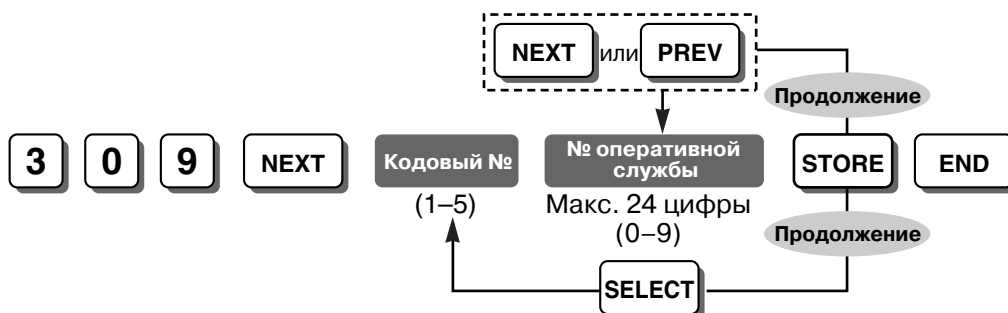 NEXT или PREV
Продолжение
3 0 9 NEXT Кодовый № № оперативной службы STORE END
(1–5) Макс. 24 цифры
(0–9)
Продолжение
SELECT